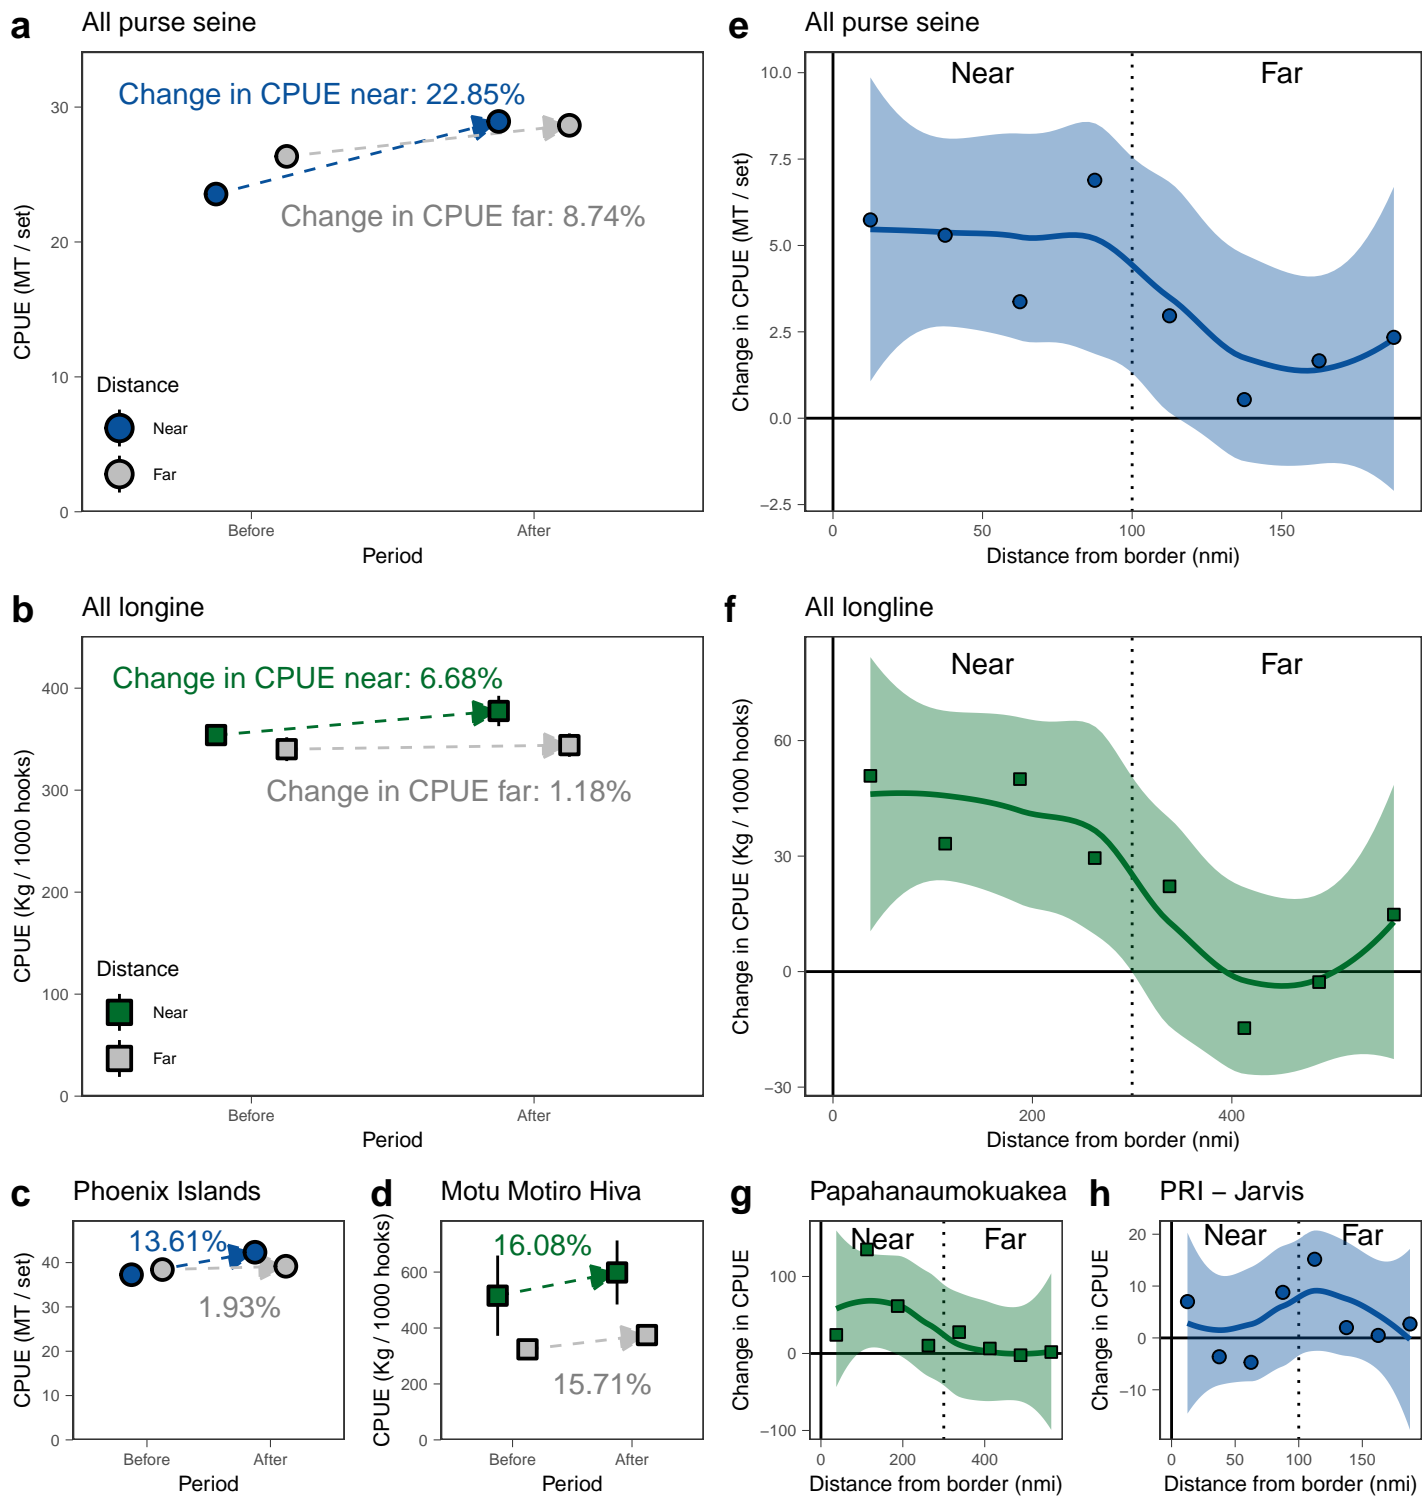 a All purse seine
Change in CPUE near: 22.85%
Change in CPUE far: 8.74%
CPUE (MT / set)
30
20
10
0
Distance
Near
Far
Before After
Period
e All purse seine
Near Far
Change in CPUE (MT / set)
10.0
7.5
5.0
2.5
0.0
−2.5
0 50 100 150
Distance from border (nmi)
b All longine
Change in CPUE near: 6.68%
Change in CPUE far: 1.18%
CPUE (Kg / 1000 hooks)
400
300
200
100
0
Distance
Near
Far
Before After
Period
f All longline
Near Far
Change in CPUE (Kg / 1000 hooks)
60
30
0
−30
0 200 400
Distance from border (nmi)
c Phoenix Islands
13.61%
1.93%
CPUE (MT / set)
40
30
20
10
0
Before After
Period
d Motu Motiro Hiva
16.08%
15.71%
CPUE (Kg / 1000 hooks)
600
400
200
0
Before After
Period
g Papahanaumokuakea
Near Far
Change in CPUE
100
0
−100
0 200 400
Distance from border (nmi)
h PRI − Jarvis
Near Far
Change in CPUE
20
10
0
−10
0 50 100 150
Distance from border (nmi)